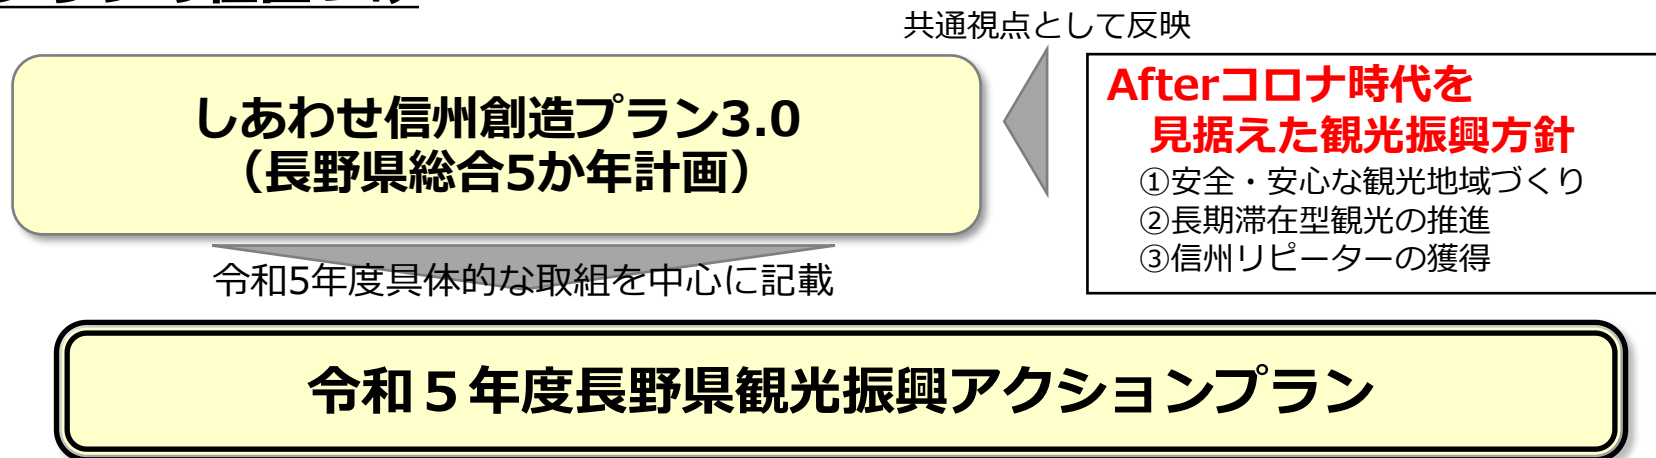 共通視点として反映
しあわせ信州創造プラン3.0
（長野県総合5か年計画）
Afterコロナ時代を
見据えた観光振興方針
①安全・安心な観光地域づくり
②長期滞在型観光の推進
③信州リピーターの獲得
令和5年度具体的な取組を中心に記載
令和５年度長野県観光振興アクションプラン